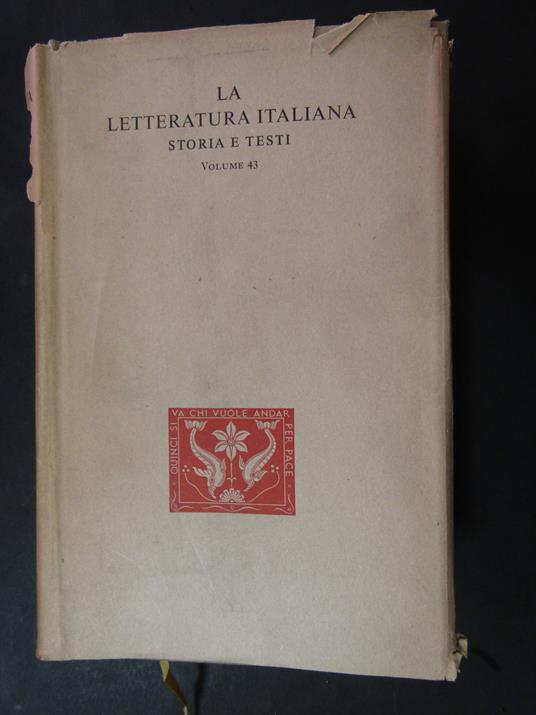 LA
LETTERATURA ITALIANA
STORIA E TESTI
VOLUME 43
QUINCI SI
VA CHI VUOLE ANDAR
PER PACE